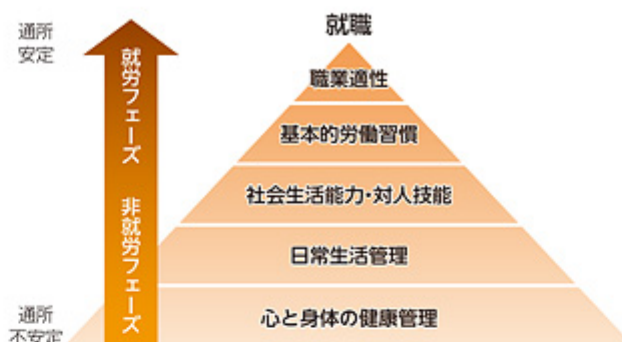 通所
安定
就労フェーズ
非就労フェーズ
通所
不安定
就職
職業適性
基本的労働習慣
社会生活能力・対人技能
日常生活管理
心と身体の健康管理